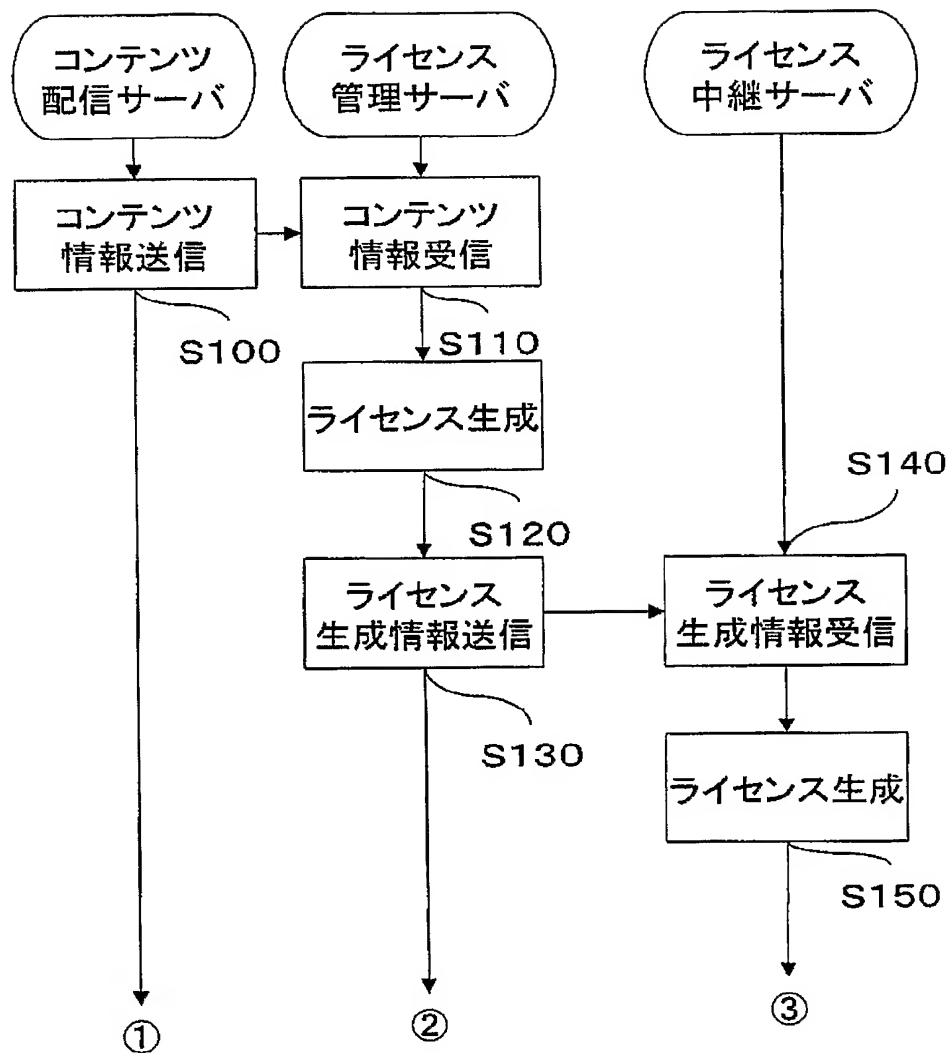 コンテンツ
配信サーバ
ライセンス
管理サーバ
ライセンス
中継サーバ
コンテンツ
情報送信
コンテンツ
情報受信
S100
S110
ライセンス生成
S120
S140
ライセンス
生成情報送信
ライセンス
生成情報受信
S130
ライセンス生成
S150
①
②
③